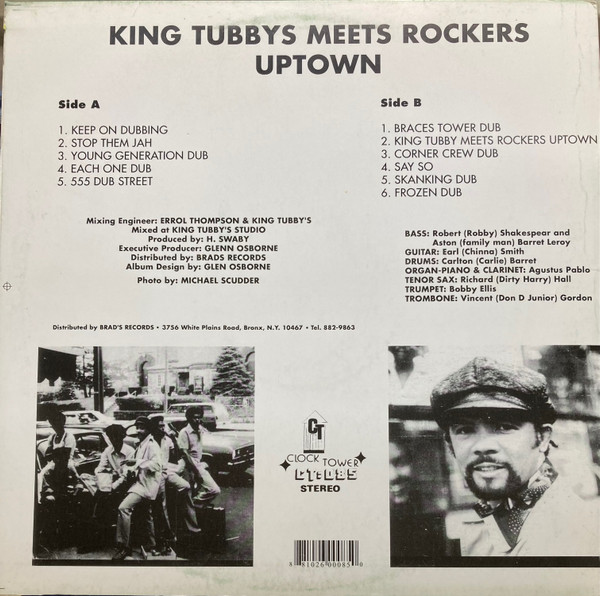 KING TUBBYS MEETS ROCKERS
UPTOWN
Side A
1. KEEP ON DUBBING
2. STOP THEM JAH
3. YOUNG GENERATION DUB
4. EACH ONE DUB
5. 555 DUB STREET
Side B
1. BRACES TOWER DUB
2. KING TUBBY MEETS ROCKERS UPTOWN
3. CORNER CREW DUB
4. SAY SO
5. SKANKING DUB
6. FROZEN DUB
Mixing Engineer: ERROL THOMPSON & KING TUBBY'S
Mixed at KING TUBBY'S STUDIO
Produced by: H. SWABY
Executive Producer: GLENN OSBORNE
Distributed by: BRADS RECORDS
Album Design by: GLEN OSBORNE
Photo by: MICHAEL SCUDDER
BASS: Robert (Robby) Shakespear and
Aston (family man) Barret Leroy
GUITAR: Earl (Chinna) Smith
DRUMS: Carlton (Carlie) Barret
ORGAN-PIANO & CLARINET: Agustus Pablo
TENOR SAX: Richard (Dirty Harry) Hall
TRUMPET: Bobby Ellis
TROMBONE: Vincent (Don D Junior) Gordon
Distributed by BRAD'S RECORDS • 3756 White Plains Road, Bronx, N.Y. 10467 • Tel. 882-9863
CT
CLOCK TOWER
CT:085
STEREO
8 81026 00085 0